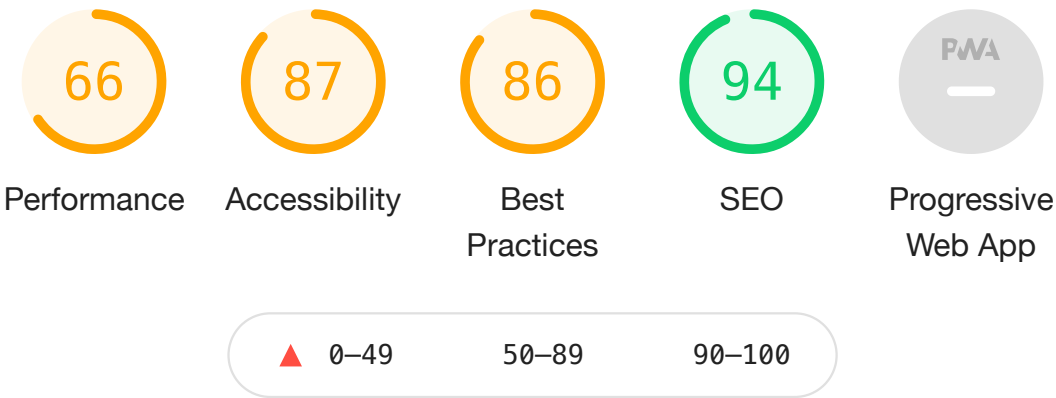 66 87 86 94 PWA
Performance Accessibility Best Practices SEO Progressive Web App
0–49 50–89 90–100